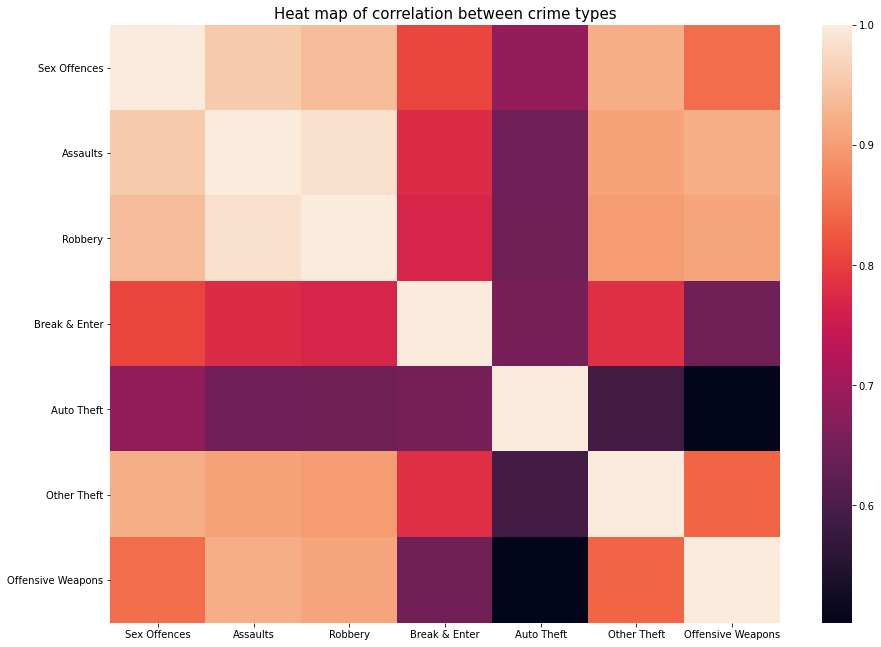 Heat map of correlation between crime types
Sex Offences
Assaults
Robbery
Break & Enter
Auto Theft
Other Theft
Offensive Weapons
Sex Offences
Assaults
Robbery
Break & Enter
Auto Theft
Other Theft
Offensive Weapons
1.0
0.9
0.8
0.7
0.6